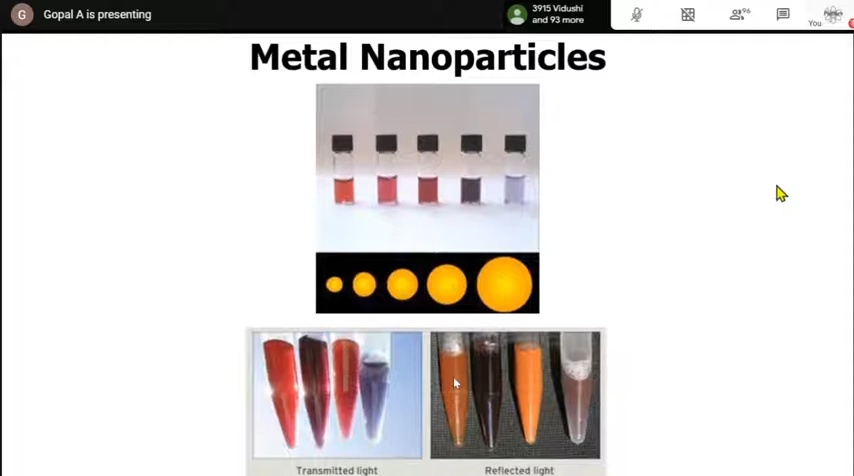 G Gopal A is presenting
3915 Vidushi
and 93 more
96
You
Metal Nanoparticles
Transmitted light
Reflected light